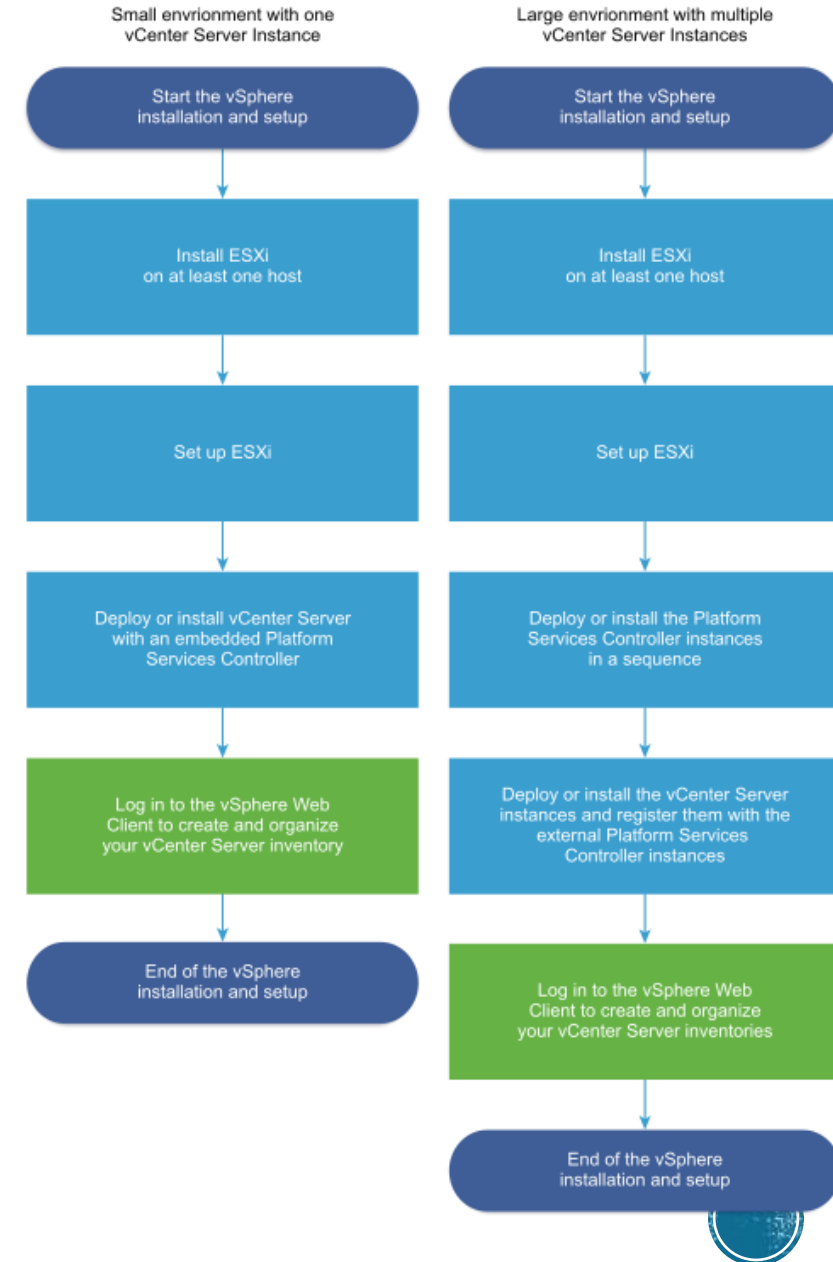 Small envrionment with one
vCenter Server Instance
Start the vSphere
installation and setup
Install ESXi
on at least one host
Set up ESXi
Deploy or install vCenter Server
with an embedded Platform
Services Controller
Log in to the vSphere Web
Client to create and organize
your vCenter Server inventory
End of the vSphere
installation and setup
Large envrionment with multiple
vCenter Server Instances
Start the vSphere
installation and setup
Install ESXi
on at least one host
Set up ESXi
Deploy or install the Platform
Services Controller instances
in a sequence
Deploy or install the vCenter Server
instances and register them with the
external Platform Services
Controller instances
Log in to the vSphere Web
Client to create and organize
your vCenter Server inventories
End of the vSphere
installation and setup